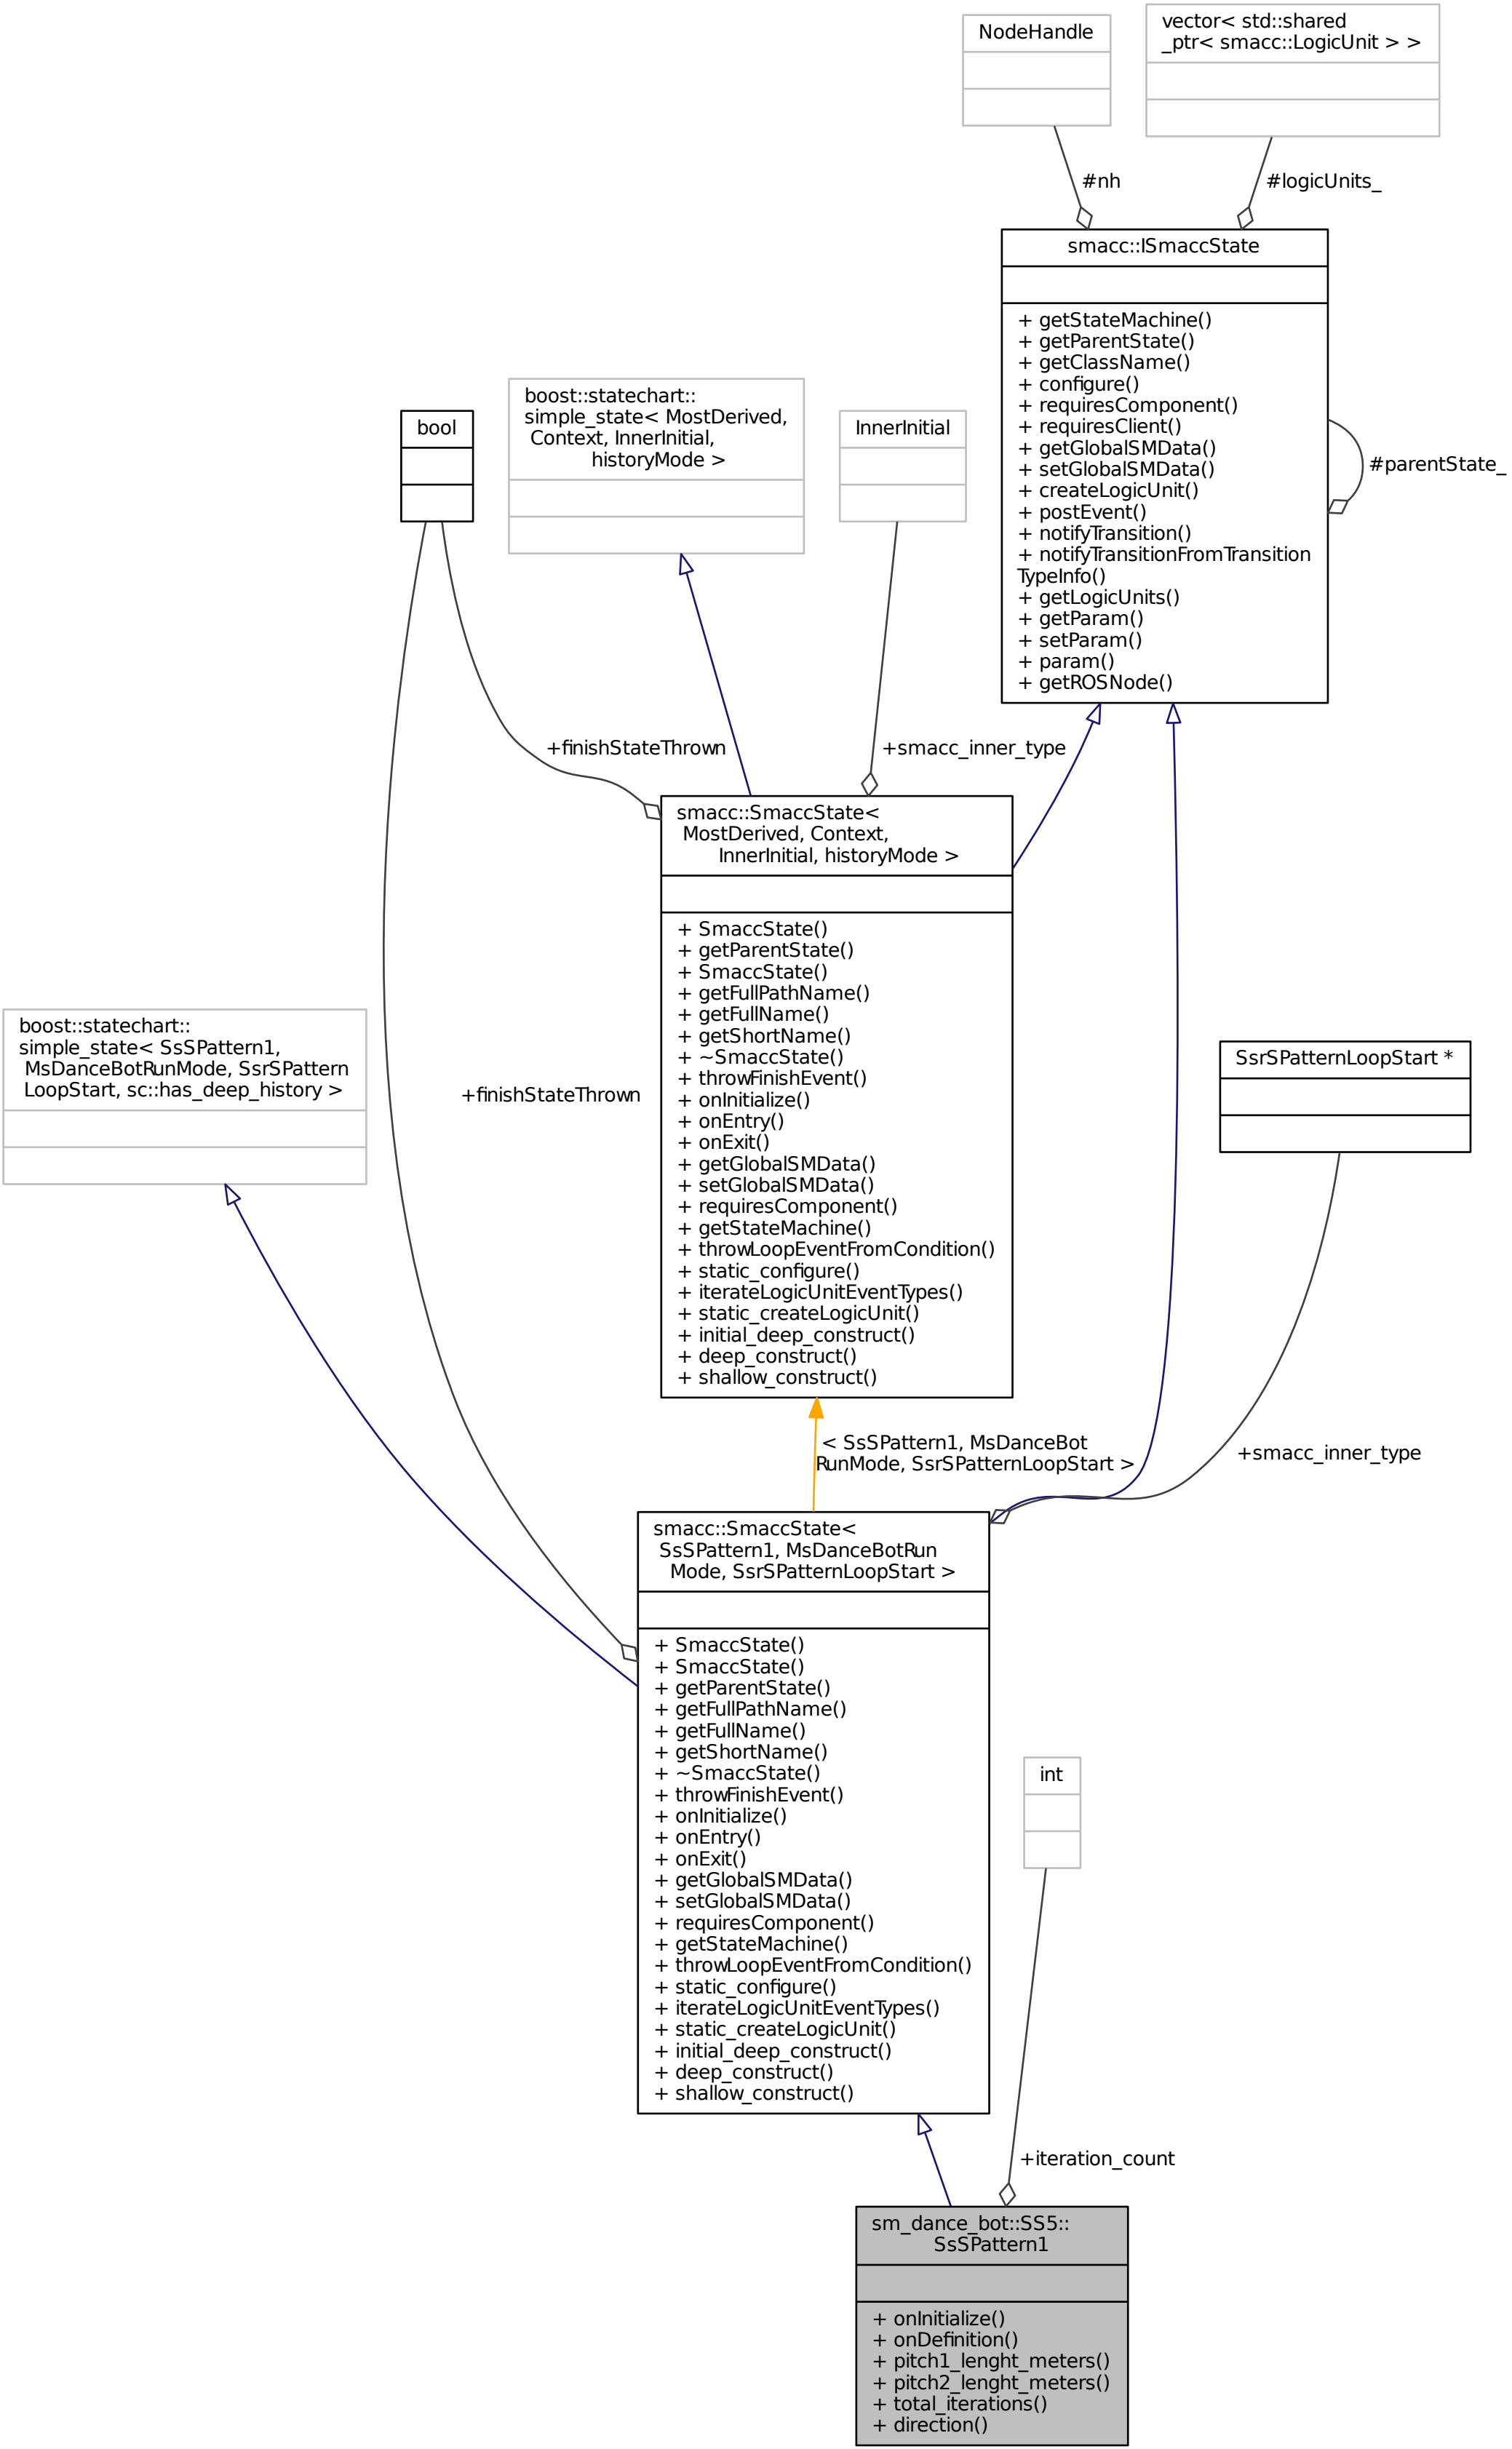 NodeHandle
vector< std::shared
_ptr< smacc::LogicUnit > >
#nh
#logicUnits_
smacc::ISmaccState
+ getStateMachine()
+ getParentState()
+ getClassName()
+ configure()
+ requiresComponent()
+ requiresClient()
+ getGlobalSMData()
+ setGlobalSMData()
+ createLogicUnit()
+ postEvent()
+ notifyTransition()
+ notifyTransitionFromTransition
TypeInfo()
+ getLogicUnits()
+ getParam()
+ setParam()
+ param()
+ getROSNode()
#parentState_
bool
boost::statechart::
simple_state< MostDerived,
Context, InnerInitial,
historyMode >
InnerInitial
+finishStateThrown
+smacc_inner_type
smacc::SmaccState<
MostDerived, Context,
InnerInitial, historyMode >
+ SmaccState()
+ getParentState()
+ SmaccState()
+ getFullPathName()
+ getFullName()
+ getShortName()
+ ~SmaccState()
+ throwFinishEvent()
+ onInitialize()
+ onEntry()
+ onExit()
+ getGlobalSMData()
+ setGlobalSMData()
+ requiresComponent()
+ getStateMachine()
+ throwLoopEventFromCondition()
+ static_configure()
+ iterateLogicUnitEventTypes()
+ static_createLogicUnit()
+ initial_deep_construct()
+ deep_construct()
+ shallow_construct()
boost::statechart::
simple_state< SsSPattern1,
MsDanceBotRunMode, SsrSPattern
LoopStart, sc::has_deep_history >
+finishStateThrown
SsrSPatternLoopStart *
< SsSPattern1, MsDanceBot
RunMode, SsrSPatternLoopStart >
+smacc_inner_type
smacc::SmaccState<
SsSPattern1, MsDanceBotRun
Mode, SsrSPatternLoopStart >
+ SmaccState()
+ SmaccState()
+ getParentState()
+ getFullPathName()
+ getFullName()
+ getShortName()
+ ~SmaccState()
+ throwFinishEvent()
+ onInitialize()
+ onEntry()
+ onExit()
+ getGlobalSMData()
+ setGlobalSMData()
+ requiresComponent()
+ getStateMachine()
+ throwLoopEventFromCondition()
+ static_configure()
+ iterateLogicUnitEventTypes()
+ static_createLogicUnit()
+ initial_deep_construct()
+ deep_construct()
+ shallow_construct()
int
+iteration_count
sm_dance_bot::SS5::
SsSPattern1
+ onInitialize()
+ onDefinition()
+ pitch1_lenght_meters()
+ pitch2_lenght_meters()
+ total_iterations()
+ direction()